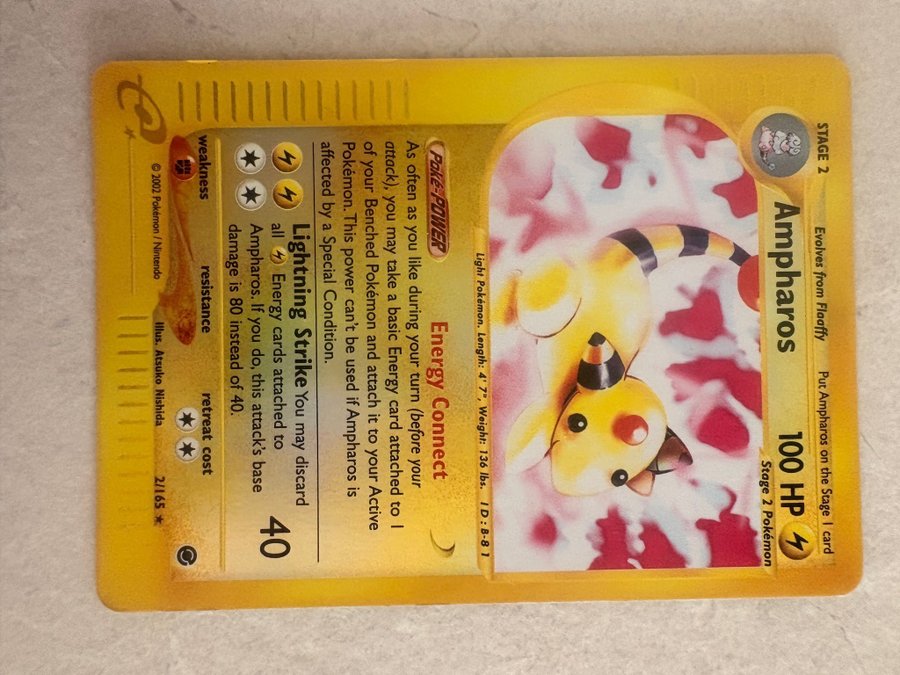 STAGE 2 Evolves from Flaaffy Put Ampharos on the Stage 1 card
Ampharos 100 HP
Stage 2 Pokémon
Light Pokémon. Length: 4' 7", Weight: 136 lbs. ID: B-8 1
Poké-POWER Energy Connect
As often as you like during your turn (before your
attack), you may take a basic Energy card attached to 1
of your Benched Pokémon and attach it to your Active
Pokémon. This power can't be used if Ampharos is
affected by a Special Condition.
Lightning Strike You may discard
all Energy cards attached to
Ampharos. If you do, this attack's base
damage is 80 instead of 40.
40
weakness resistance retreat cost
© 2002 Pokémon / Nintendo Illus. Atsuko Nishida 2/165 ★